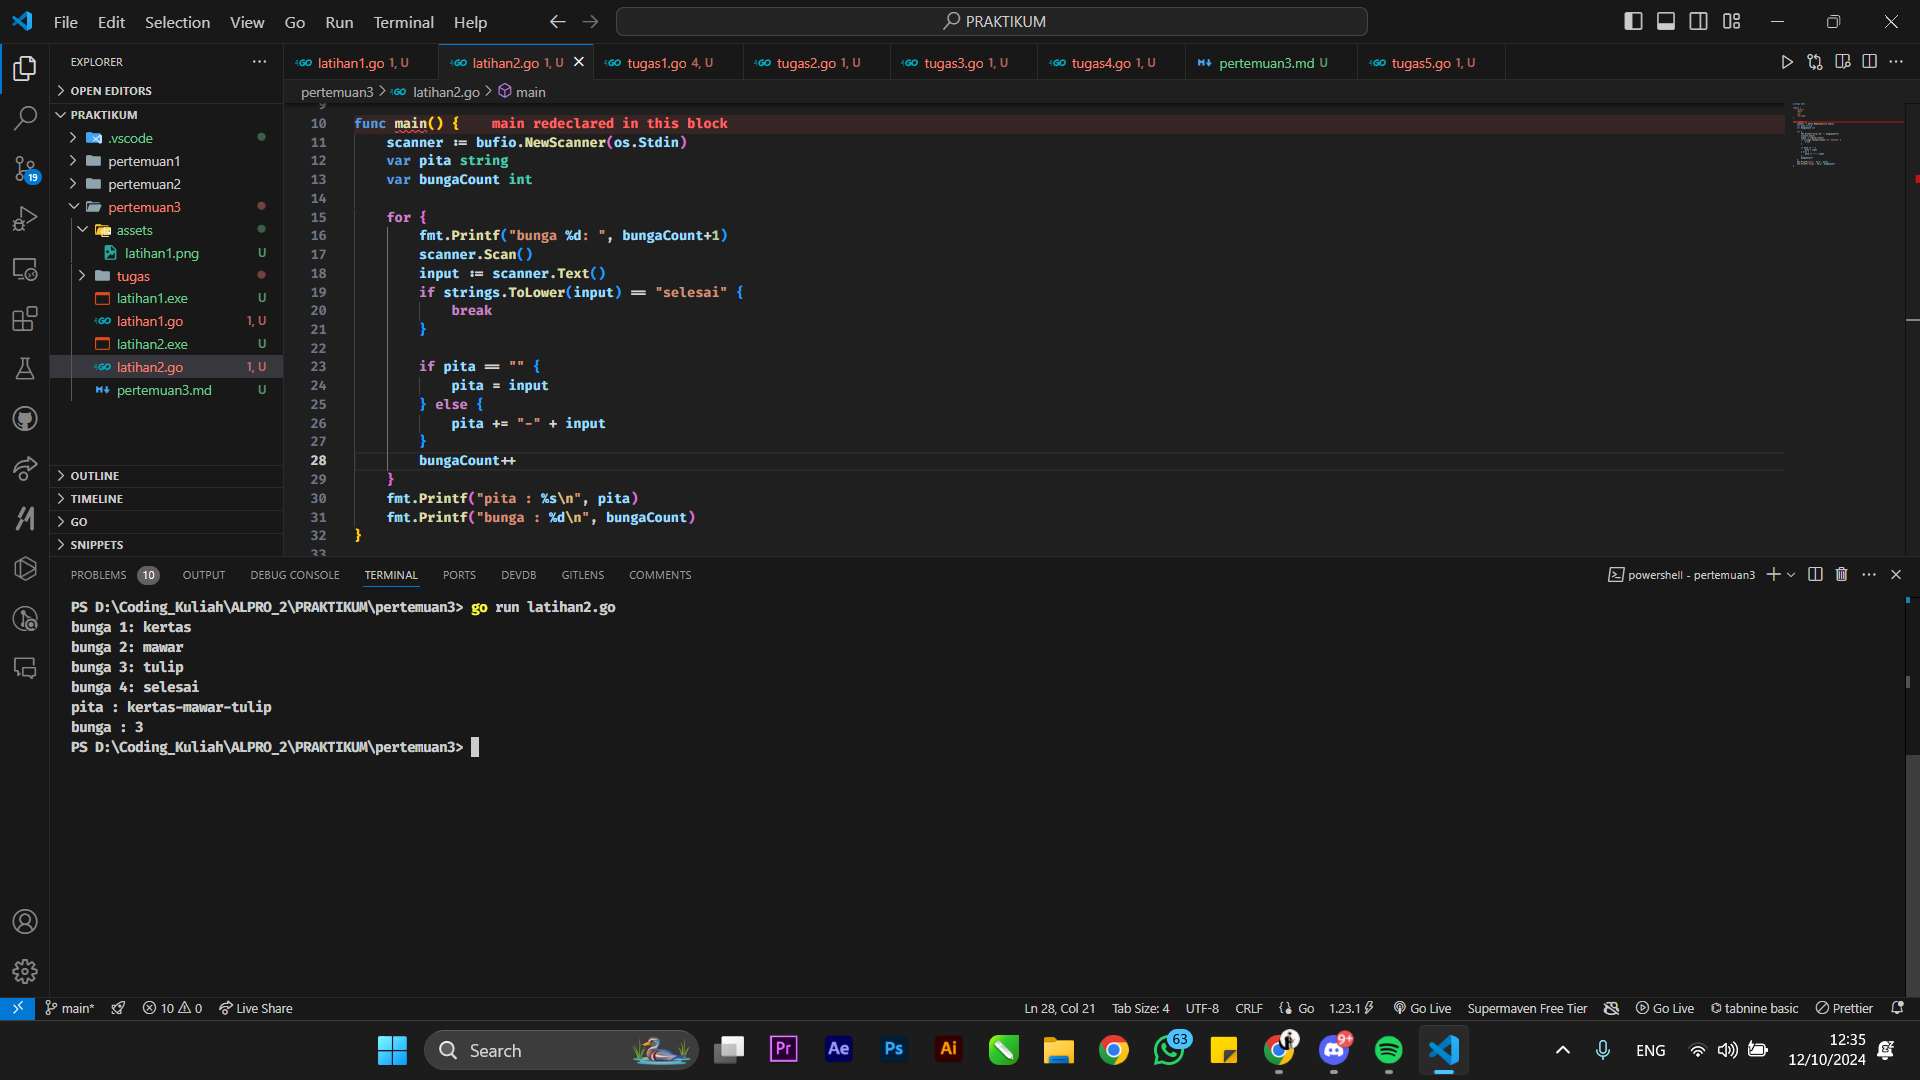 File Edit Selection View Go Run Terminal Help
PRAKTIKUM
EXPLORER
OPEN EDITORS
PRAKTIKUM
.vscode
pertemuan1
pertemuan2
pertemuan3
assets
latihan1.png U
tugas
latihan1.exe U
latihan1.go 1, U
latihan2.exe U
latihan2.go 1, U
pertemuan3.md U
OUTLINE
TIMELINE
GO
SNIPPETS
19
latihan1.go 1, U
latihan2.go 1, U
tugas1.go 4, U
tugas2.go 1, U
tugas3.go 1, U
tugas4.go 1, U
pertemuan3.md U
tugas5.go 1, U
pertemuan3 > latihan2.go > main
9
10 func main() { main redeclared in this block
11 scanner := bufio.NewScanner(os.Stdin)
12 var pita string
13 var bungaCount int
14
15 for {
16 fmt.Printf("bunga %d: ", bungaCount+1)
17 scanner.Scan()
18 input := scanner.Text()
19 if strings.ToLower(input) == "selesai" {
20 break
21 }
22
23 if pita == "" {
24 pita = input
25 } else {
26 pita += "-" + input
27 }
28 bungaCount++
29 }
30 fmt.Printf("pita : %s\n", pita)
31 fmt.Printf("bunga : %d\n", bungaCount)
32 }
33
PROBLEMS 10 OUTPUT DEBUG CONSOLE TERMINAL PORTS DEVDB GITLENS COMMENTS
powershell - pertemuan3
PS D:\Coding_Kuliah\ALPRO_2\PRAKTIKUM\pertemuan3> go run latihan2.go
bunga 1: kertas
bunga 2: mawar
bunga 3: tulip
bunga 4: selesai
pita : kertas-mawar-tulip
bunga : 3
PS D:\Coding_Kuliah\ALPRO_2\PRAKTIKUM\pertemuan3>
main* 10 0 Live Share
Ln 28, Col 21 Tab Size: 4 UTF-8 CRLF Go 1.23.1 Go Live Supermaven Free Tier Go Live tabnine basic Prettier
Search
Pr
Ae
Ps
Ai
63
9+
ENG
12:35
12/10/2024